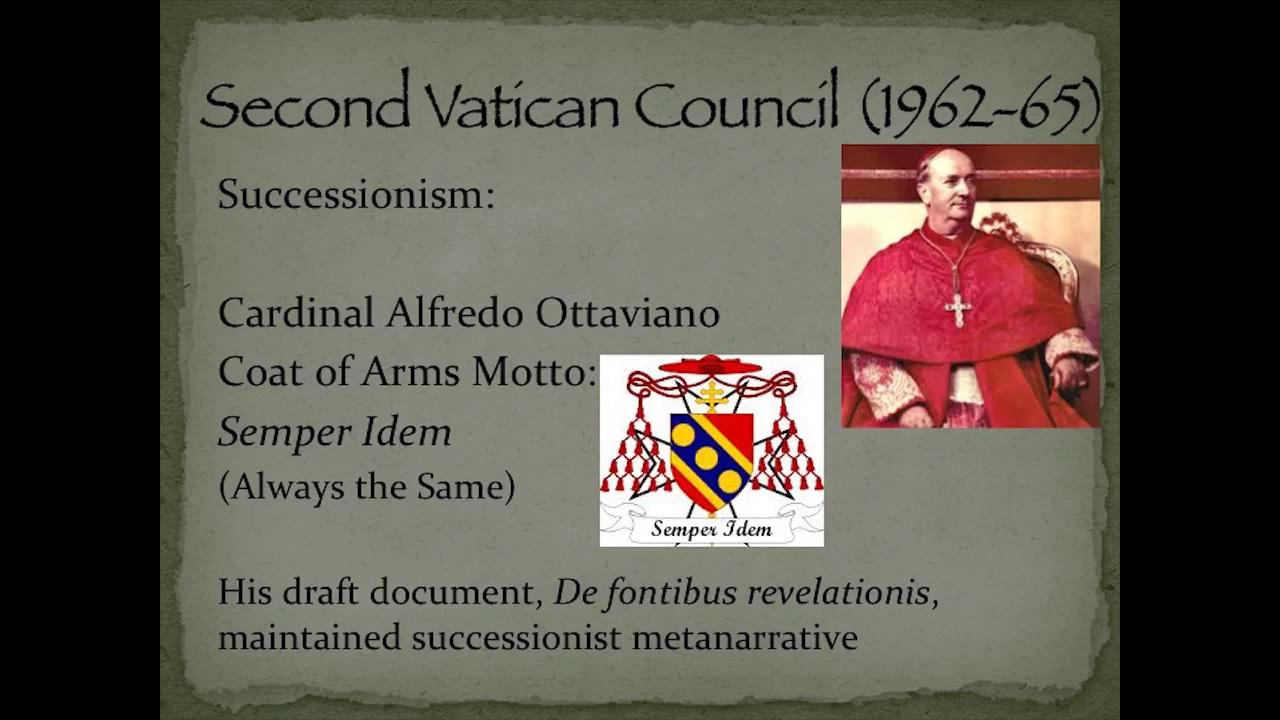 Second Vatican Council (1962-65)
Successionism:
Cardinal Alfredo Ottaviano
Coat of Arms Motto:
Semper Idem
(Always the Same)
Semper Idem
His draft document, De fontibus revelationis,
maintained successionist metanarrative